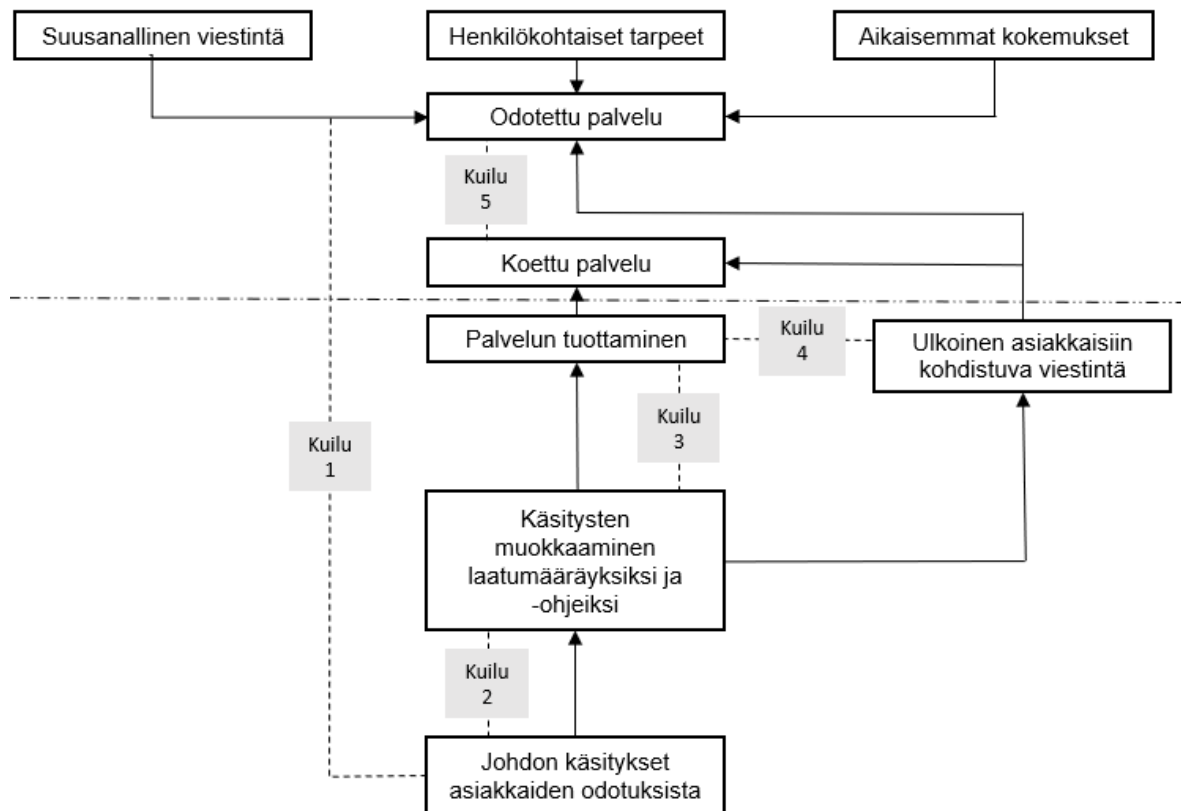 Suusanallinen viestintä
Henkilökohtaiset tarpeet
Aikaisemmat kokemukset
Odotettu palvelu
Kuilu
5
Koettu palvelu
Palvelun tuottaminen
Kuilu
4
Ulkoinen asiakkaisiin
kohdistuva viestintä
Kuilu
1
Kuilu
3
Käsitysten
muokkaaminen
laatumääräyksiksi ja
-ohjeiksi
Kuilu
2
Johdon käsitykset
asiakkaiden odotuksista